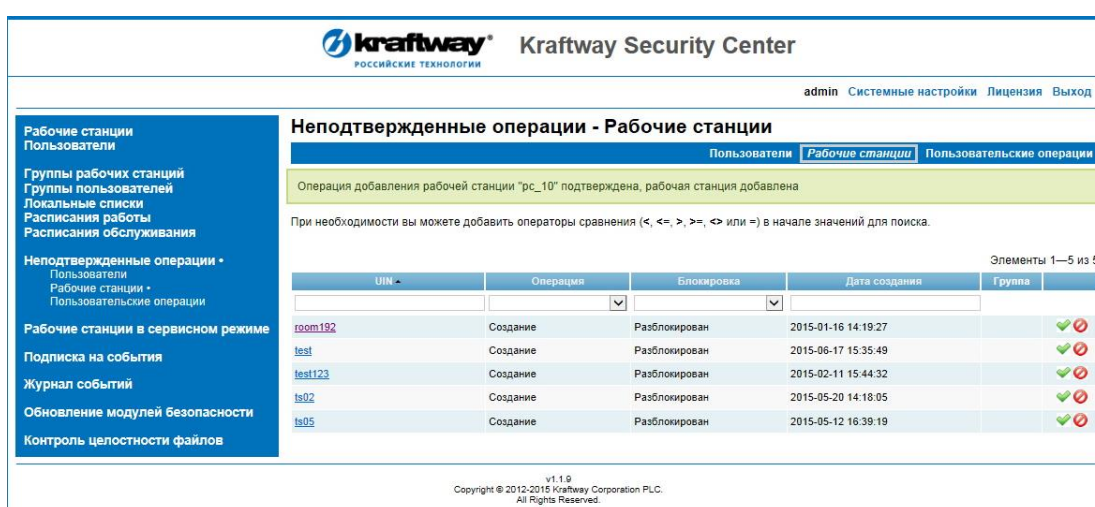 kraftway
РОССИЙСКИЕ ТЕХНОЛОГИИ
Kraftway Security Center
admin Системные настройки Лицензия Выход
Рабочие станции
Пользователи
Группы рабочих станций
Группы пользователей
Локальные списки
Расписания работы
Расписания обслуживания
Неподтвержденные операции •
Пользователи
Рабочие станции •
Пользовательские операции
Рабочие станции в сервисном режиме
Подписка на события
Журнал событий
Обновление модулей безопасности
Контроль целостности файлов
Неподтвержденные операции - Рабочие станции
Пользователи Рабочие станции Пользовательские операции
Операция добавления рабочей станции "pc_10" подтверждена, рабочая станция добавлена
При необходимости вы можете добавить операторы сравнения (<, <=, >, >=, <> или =) в начале значений для поиска.
Элементы 1—5 из 5
UIN Операция Блокировка Дата создания Группа
room192 Создание Разблокирован 2015-01-16 14:19:27
test Создание Разблокирован 2015-06-17 15:35:49
test123 Создание Разблокирован 2015-02-11 15:44:32
ts02 Создание Разблокирован 2015-05-20 14:18:05
ts05 Создание Разблокирован 2015-05-12 16:39:19
v1.1.9
Copyright © 2012-2015 Kraftway Corporation PLC.
All Rights Reserved.